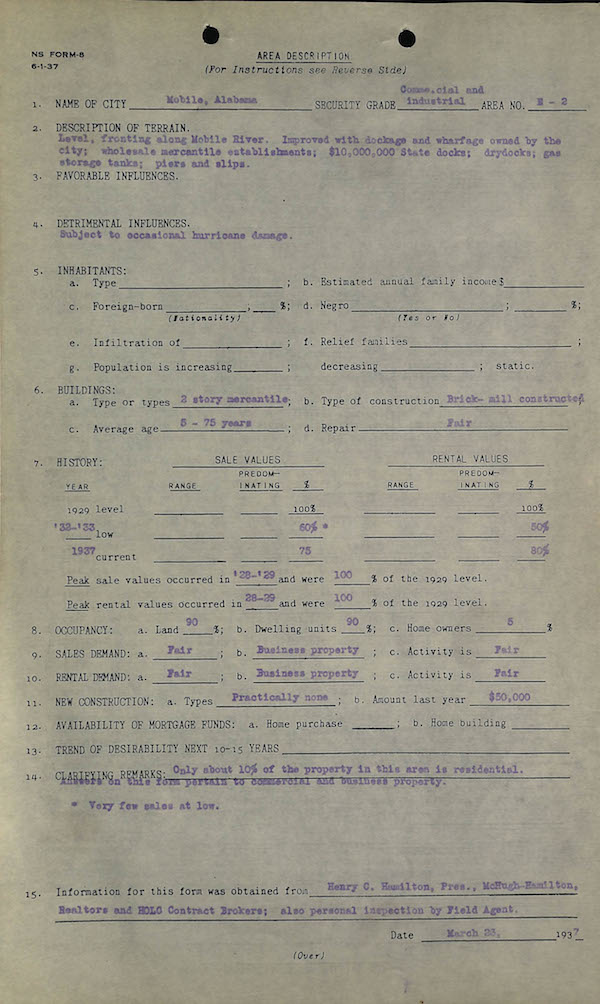 NS FORM-8
6-1-37
AREA DESCRIPTION
(For Instructions see Reverse Side)
1. NAME OF CITY Mobile, Alabama SECURITY GRADE Commercial and industrial AREA NO. E - 2
2. DESCRIPTION OF TERRAIN.
Level, fronting along Mobile River. Improved with dockage and wharfage owned by the
city; wholesale mercantile establishments; $10,000,000 State docks; drydocks; gas
storage tanks; piers and slips.
3. FAVORABLE INFLUENCES.
4. DETRIMENTAL INFLUENCES.
Subject to occasional hurricane damage.
5. INHABITANTS:
a. Type ; b. Estimated annual family income $
c. Foreign-born , %; d. Negro ; %;
(Nationality) (Yes or No)
e. Infiltration of ; f. Relief families ;
g. Population is increasing ; decreasing ; static.
6. BUILDINGS:
a. Type or types 2 story mercantile; b. Type of construction Brick- mill constructed;
c. Average age 5 - 75 years ; d. Repair Fair
7. HISTORY: SALE VALUES RENTAL VALUES
PREDOM- PREDOM-
YEAR RANGE INATING % RANGE INATING %
1929 level 100% 100%
'32-'33 low 60% * 50%
1937 current 75 80%
Peak sale values occurred in '28-'29 and were 100 % of the 1929 level.
Peak rental values occurred in 28-29 and were 100 % of the 1929 level.
8. OCCUPANCY: a. Land 90 %; b. Dwelling units 90 %; c. Home owners 5 %
9. SALES DEMAND: a. Fair ; b. Business property ; c. Activity is Fair
10. RENTAL DEMAND: a. Fair ; b. Business property ; c. Activity is Fair
11. NEW CONSTRUCTION: a. Types Practically none ; b. Amount last year $50,000
12. AVAILABILITY OF MORTGAGE FUNDS: a. Home purchase ; b. Home building
13. TREND OF DESIRABILITY NEXT 10-15 YEARS
14. CLARIFYING REMARKS: Only about 10% of the property in this area is residential.
Answers on this form pertain to commercial and business property.
* Very few sales at low.
15. Information for this form was obtained from Henry C. Hamilton, Pres., McHugh-Hamilton,
Realtors and HOLC Contract Brokers; also personal inspection by Field Agent.
Date March 23, 1937
(Over)